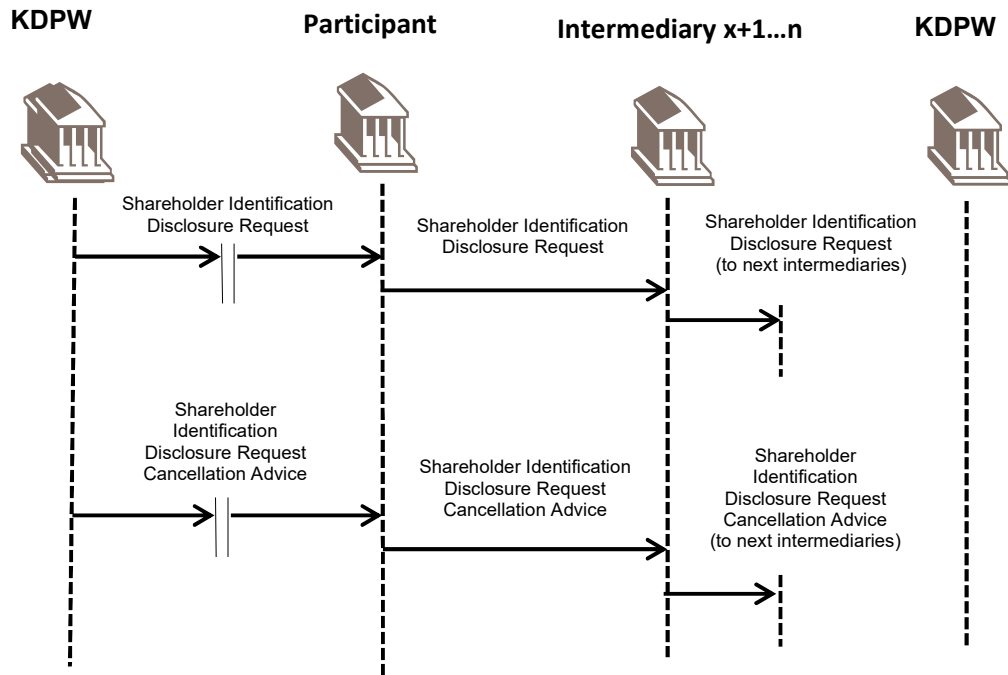 KDPW
Participant
Intermediary x+1...n
KDPW
Shareholder Identification
Disclosure Request
Shareholder Identification
Disclosure Request
Shareholder Identification
Disclosure Request
(to next intermediaries)
Shareholder
Identification
Disclosure Request
Cancellation Advice
Shareholder Identification
Disclosure Request
Cancellation Advice
Shareholder
Identification
Disclosure Request
Cancellation Advice
(to next intermediaries)